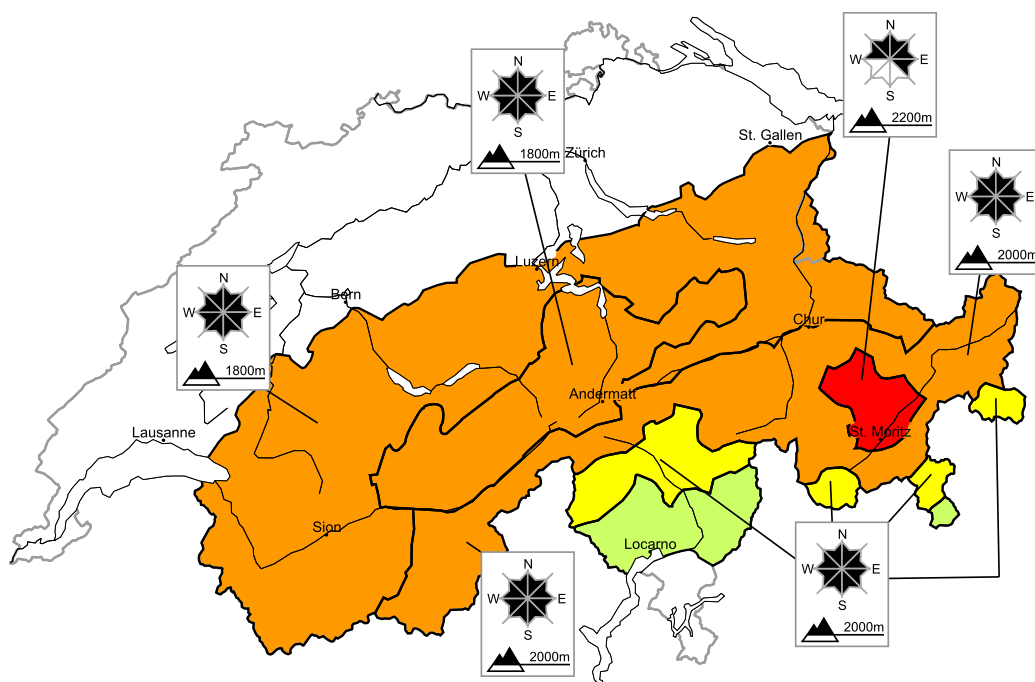 N
W E
S
2200m
N
W E
S
1800m
St. Gallen
Zürich
N
W E
S
2000m
Luzern
N
W E
S
1800m
Bern
Chur
Andermatt
Lausanne
St. Moritz
Sion
Locarno
N
W E
S
2000m
N
W E
S
2000m